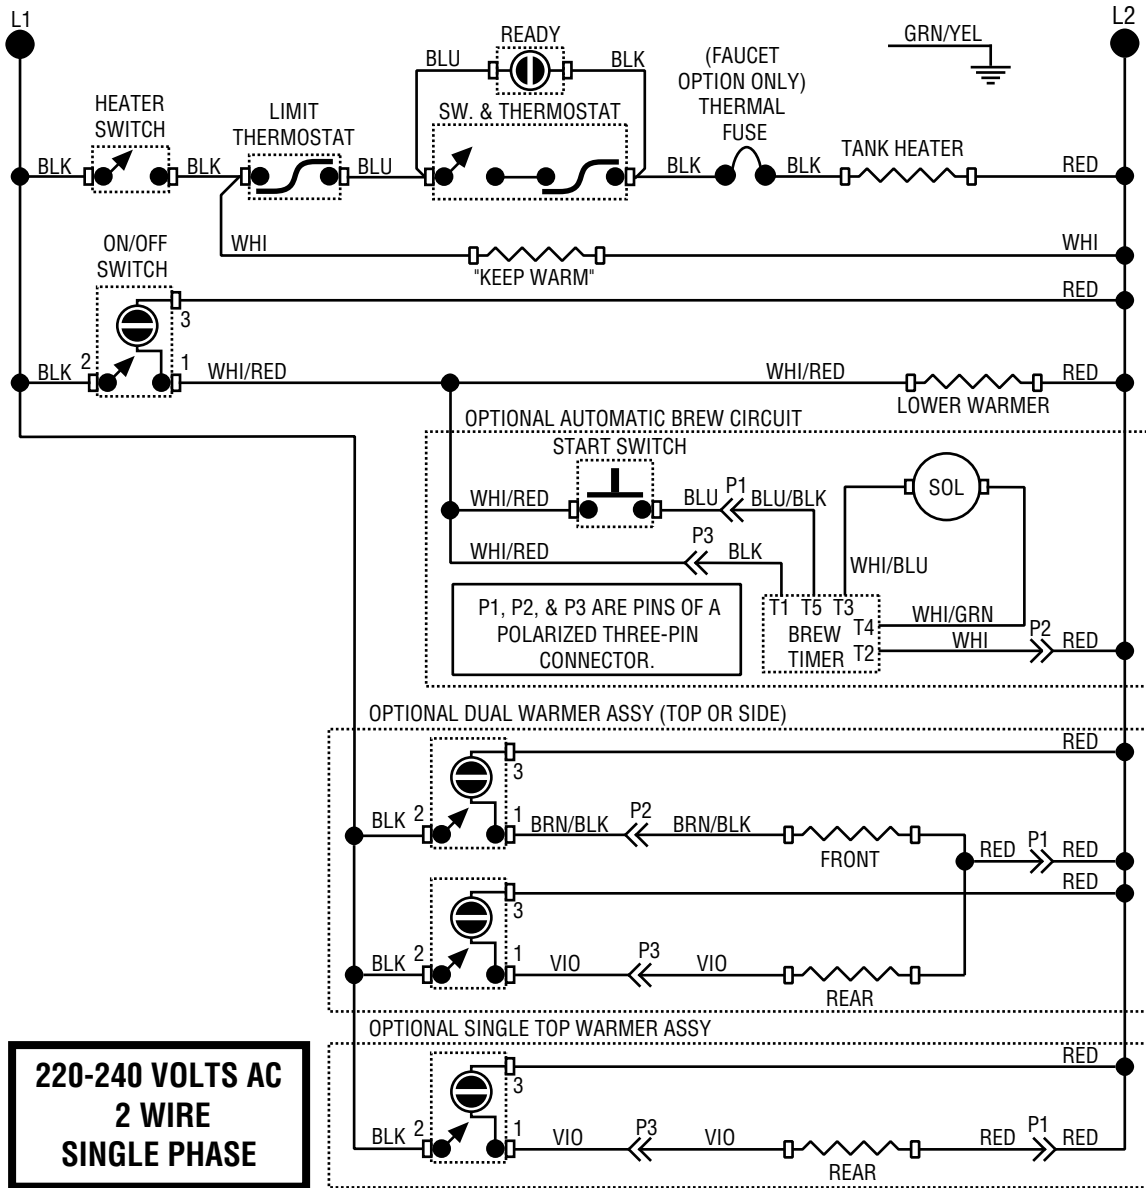 L1
L2
READY
GRN/YEL
BLU
BLK
(FAUCET
OPTION ONLY)
THERMAL
FUSE
HEATER
SWITCH
LIMIT
THERMOSTAT
SW. & THERMOSTAT
TANK HEATER
BLK
BLK
BLU
BLK
BLK
RED
WHI
"KEEP WARM"
WHI
ON/OFF
SWITCH
3
RED
BLK
2
1
WHI/RED
WHI/RED
RED
LOWER WARMER
OPTIONAL AUTOMATIC BREW CIRCUIT
START SWITCH
SOL
WHI/RED
BLU
P1
BLU/BLK
WHI/RED
P3
BLK
WHI/BLU
P1, P2, & P3 ARE PINS OF A
POLARIZED THREE-PIN
CONNECTOR.
T1
T5
T3
BREW
TIMER
T4
T2
WHI/GRN
WHI
P2
RED
OPTIONAL DUAL WARMER ASSY (TOP OR SIDE)
3
RED
BLK
2
1
BRN/BLK
P2
BRN/BLK
FRONT
RED
P1
RED
3
RED
BLK
2
1
VIO
P3
VIO
REAR
OPTIONAL SINGLE TOP WARMER ASSY
3
RED
BLK
2
1
VIO
P3
VIO
REAR
RED
P1
RED
220-240 VOLTS AC
2 WIRE
SINGLE PHASE